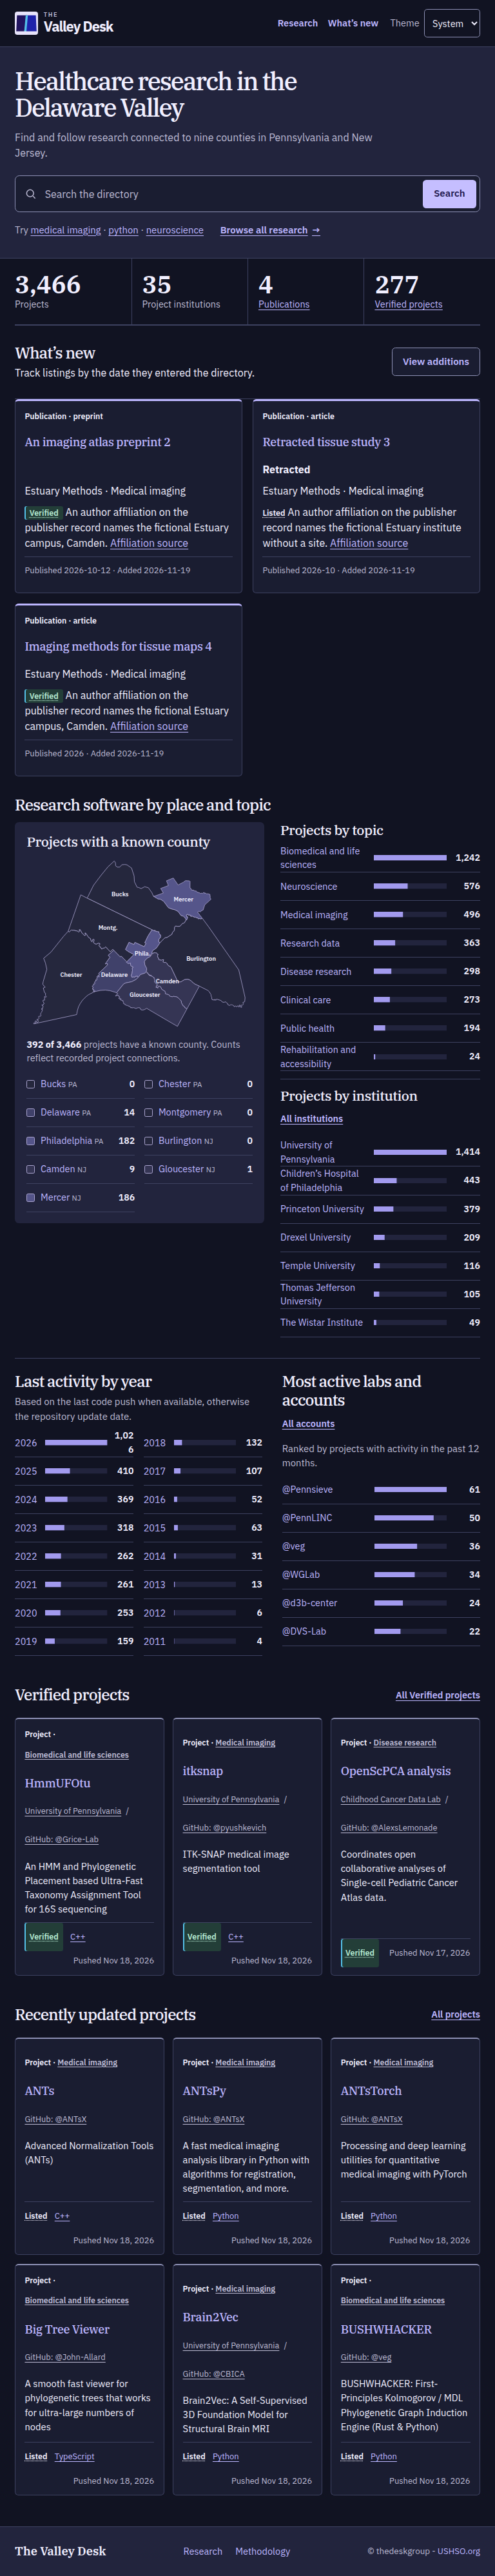 THE
Valley Desk
Research What's new Theme System
Healthcare research in the
Delaware Valley
Find and follow research connected to nine counties in Pennsylvania and New
Jersey.
Search the directory Search
Try medical imaging · python · neuroscience Browse all research →
3,466 35 4 277
Projects Project institutions Publications Verified projects
What's new
Track listings by the date they entered the directory.
View additions
Publication · preprint
An imaging atlas preprint 2
Estuary Methods · Medical imaging
Verified An author affiliation on the
publisher record names the fictional Estuary
campus, Camden. Affiliation source
Published 2026-10-12 · Added 2026-11-19
Publication · article
Retracted tissue study 3
Retracted
Estuary Methods · Medical imaging
Listed An author affiliation on the publisher
record names the fictional Estuary institute
without a site. Affiliation source
Published 2026-10 · Added 2026-11-19
Publication · article
Imaging methods for tissue maps 4
Estuary Methods · Medical imaging
Verified An author affiliation on the
publisher record names the fictional Estuary
campus, Camden. Affiliation source
Published 2026 · Added 2026-11-19
Research software by place and topic
Projects with a known county
Bucks
Mercer
Montg.
Phila.
Burlington
Chester
Delaware
Camden
Gloucester
392 of 3,466 projects have a known county. Counts
reflect recorded project connections.
Bucks PA 0
Chester PA 0
Delaware PA 14
Montgomery PA 0
Philadelphia PA 182
Burlington NJ 0
Camden NJ 9
Gloucester NJ 1
Mercer NJ 186
Projects by topic
Biomedical and life
sciences 1,242
Neuroscience 576
Medical imaging 496
Research data 363
Disease research 298
Clinical care 273
Public health 194
Rehabilitation and
accessibility 24
Projects by institution
All institutions
University of
Pennsylvania 1,414
Children's Hospital
of Philadelphia 443
Princeton University 379
Drexel University 209
Temple University 116
Thomas Jefferson
University 105
The Wistar Institute 49
Last activity by year
Based on the last code push when available, otherwise
the repository update date.
2026 1,02
6
2018 132
2025 410
2017 107
2024 369
2016 52
2023 318
2015 63
2022 262
2014 31
2021 261
2013 13
2020 253
2012 6
2019 159
2011 4
Most active labs and
accounts
All accounts
Ranked by projects with activity in the past 12
months.
@Pennsieve 61
@PennLINC 50
@veg 36
@WGLab 34
@d3b-center 24
@DVS-Lab 22
Verified projects
All Verified projects
Project ·
Biomedical and life sciences
HmmUFOtu
University of Pennsylvania /
GitHub: @Grice-Lab
An HMM and Phylogenetic
Placement based Ultra-Fast
Taxonomy Assignment Tool
for 16S sequencing
Verified C++
Pushed Nov 18, 2026
Project · Medical imaging
itksnap
University of Pennsylvania /
GitHub: @pyushkevich
ITK-SNAP medical image
segmentation tool
Verified C++
Pushed Nov 18, 2026
Project · Disease research
OpenScPCA analysis
Childhood Cancer Data Lab /
GitHub: @AlexsLemonade
Coordinates open
collaborative analyses of
Single-cell Pediatric Cancer
Atlas data.
Verified Pushed Nov 17, 2026
Recently updated projects
All projects
Project · Medical imaging
ANTs
GitHub: @ANTsX
Advanced Normalization Tools
(ANTs)
Listed C++
Pushed Nov 18, 2026
Project · Medical imaging
ANTsPy
GitHub: @ANTsX
A fast medical imaging
analysis library in Python with
algorithms for registration,
segmentation, and more.
Listed Python
Pushed Nov 18, 2026
Project · Medical imaging
ANTsTorch
GitHub: @ANTsX
Processing and deep learning
utilities for quantitative
medical imaging with PyTorch
Listed Python
Pushed Nov 18, 2026
Project ·
Biomedical and life sciences
Big Tree Viewer
GitHub: @John-Allard
A smooth fast viewer for
phylogenetic trees that works
for ultra-large numbers of
nodes
Listed TypeScript
Pushed Nov 18, 2026
Project · Medical imaging
Brain2Vec
University of Pennsylvania /
GitHub: @CBICA
Brain2Vec: A Self-Supervised
3D Foundation Model for
Structural Brain MRI
Listed Python
Pushed Nov 18, 2026
Project ·
Biomedical and life sciences
BUSHWHACKER
GitHub: @veg
BUSHWHACKER: First-
Principles Kolmogorov / MDL
Phylogenetic Graph Induction
Engine (Rust & Python)
Listed Python
Pushed Nov 18, 2026
The Valley Desk Research Methodology © thedeskgroup - USHSO.org